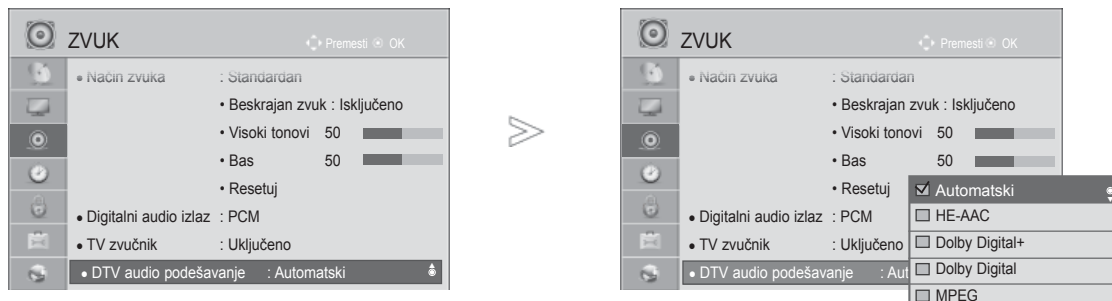 ZVUK
Premesti OK
• Način zvuka : Standardan
• Beskrajan zvuk : Isključeno
• Visoki tonovi 50
• Bas 50
• Resetuj
• Digitalni audio izlaz : PCM
• TV zvučnik : Uključeno
• DTV audio podešavanje : Automatski
ZVUK
Premesti OK
• Način zvuka : Standardan
• Beskrajan zvuk : Isključeno
• Visoki tonovi 50
• Bas 50
• Resetuj
• Digitalni audio izlaz : PCM
• TV zvučnik : Uključeno
• DTV audio podešavanje : Aut
Automatski
HE-AAC
Dolby Digital+
Dolby Digital
MPEG